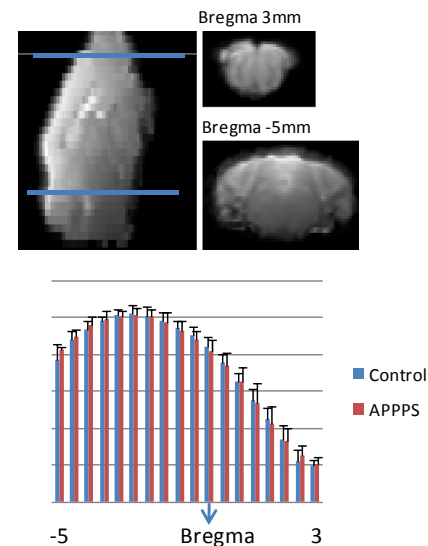 Bregma 3mm
Bregma -5mm
Control
APPPS
-5 Bregma 3